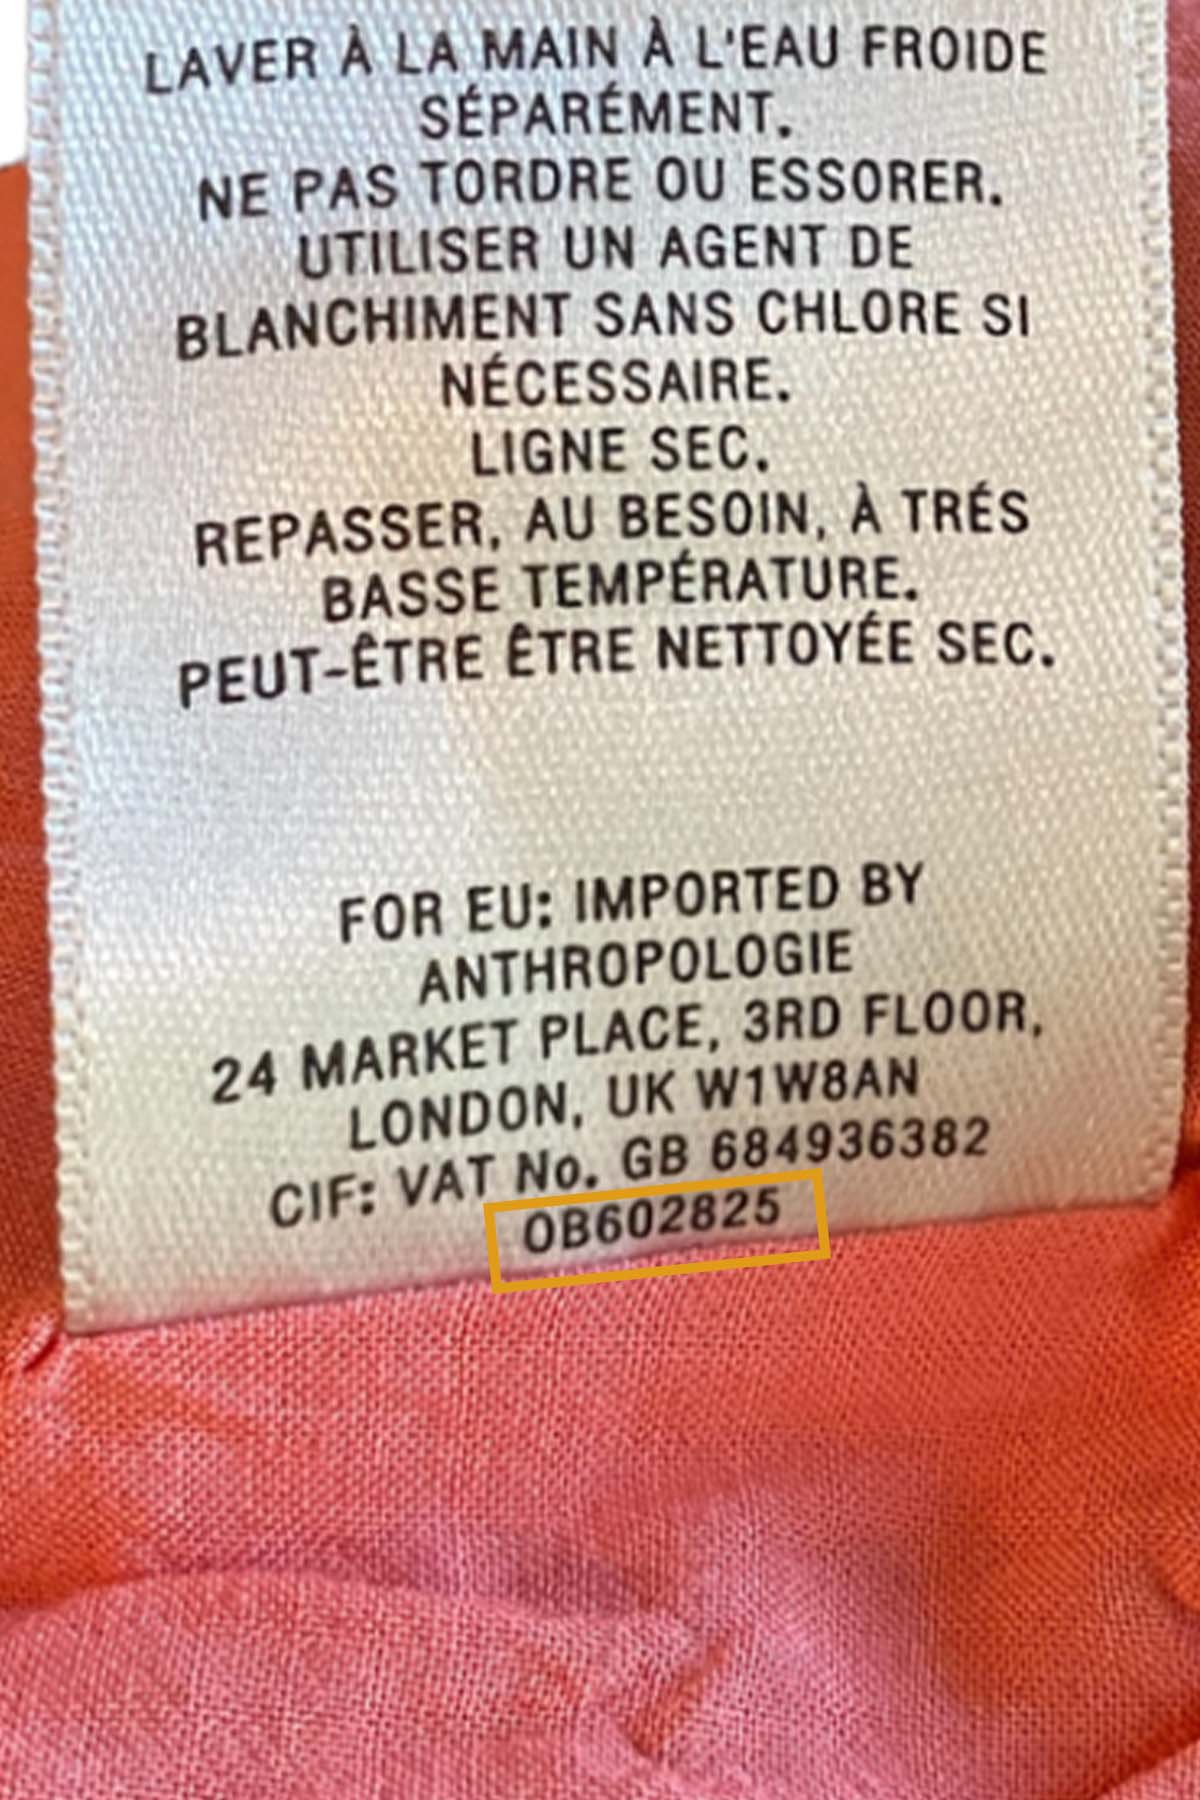 LAVER À LA MAIN À L'EAU FROIDE
SÉPARÉMENT.
NE PAS TORDRE OU ESSORER.
UTILISER UN AGENT DE
BLANCHIMENT SANS CHLORE SI
NÉCESSAIRE.
LIGNE SEC.
REPASSER, AU BESOIN, À TRÉS
BASSE TEMPÉRATURE.
PEUT-ÊTRE ÊTRE NETTOYÉE SEC.
FOR EU: IMPORTED BY
ANTHROPOLOGIE
24 MARKET PLACE, 3RD FLOOR,
LONDON, UK W1W8AN
CIF: VAT No. GB 684936382
OB602825